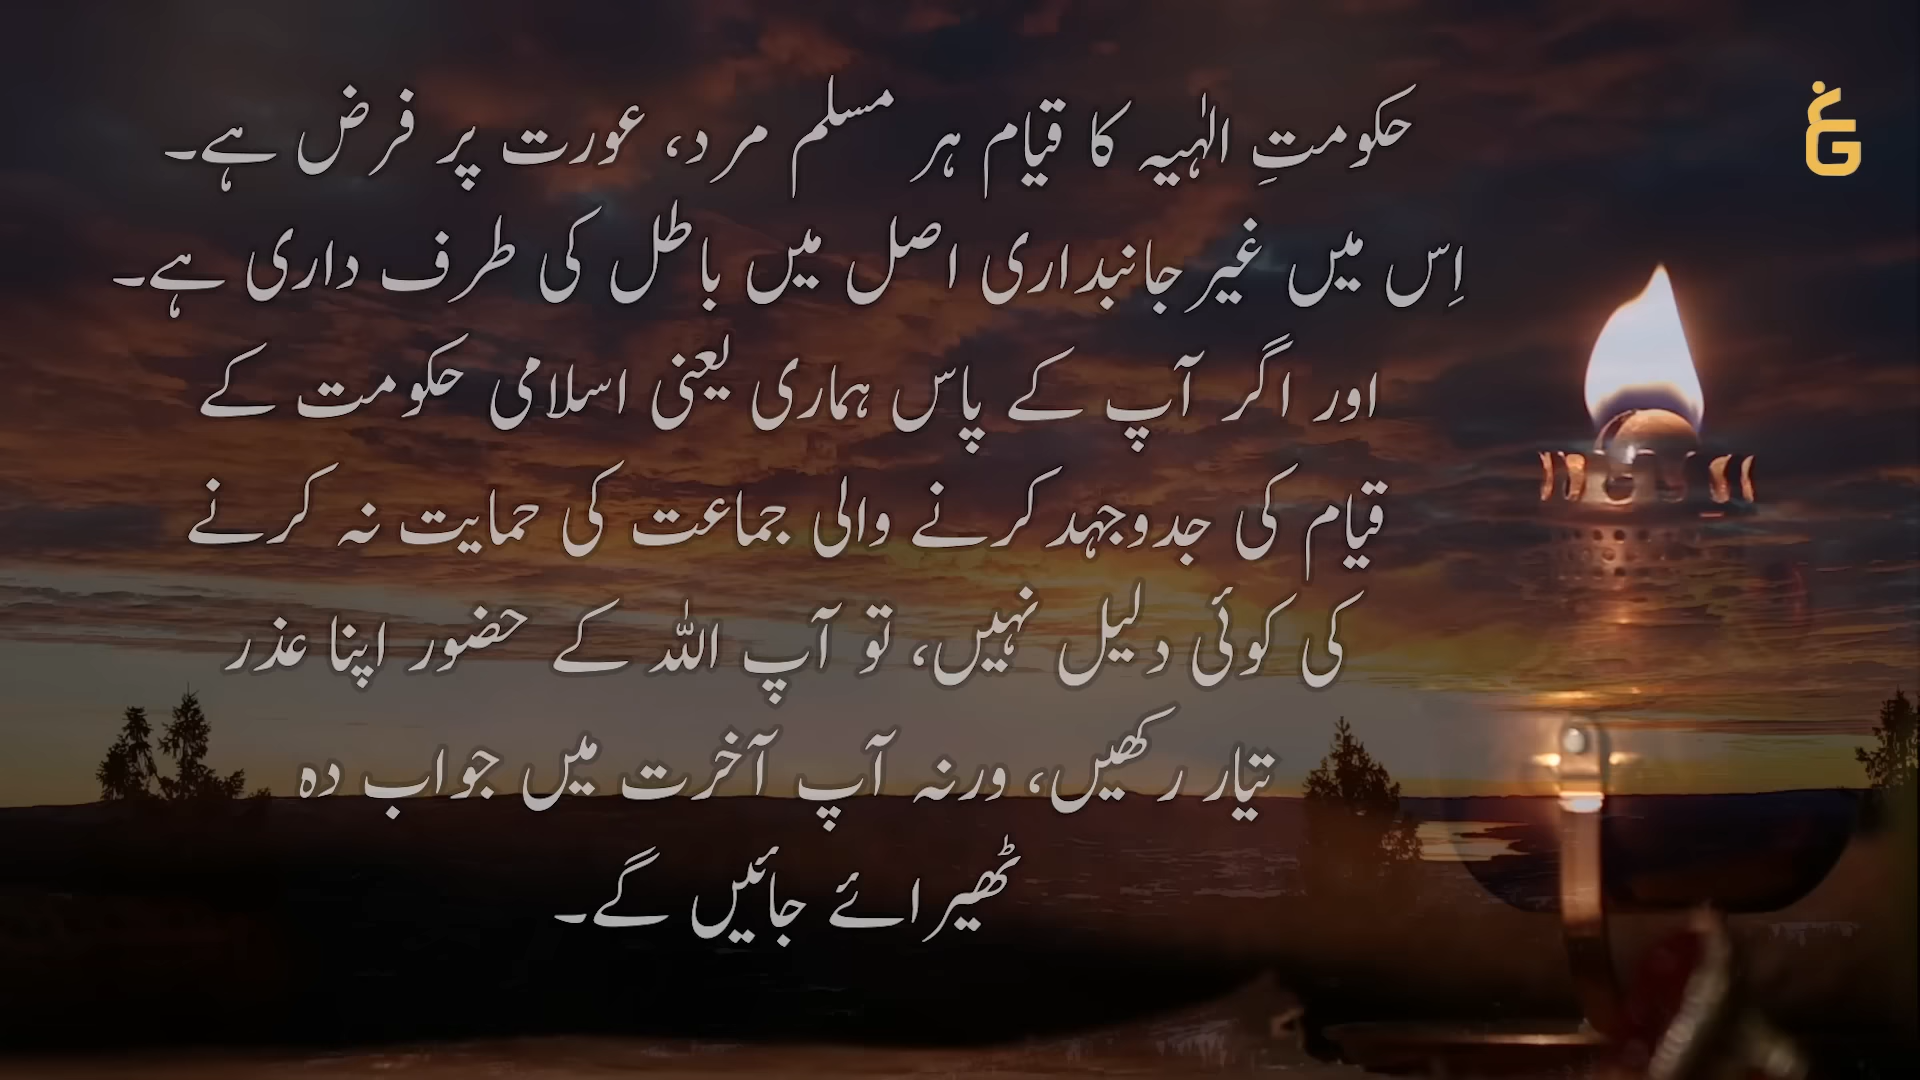 حکومتِ الٰہیہ کا قیام ہر مسلم مرد، عورت پر فرض ہے۔
اِس میں غیر جانبداری اصل میں باطل کی طرف داری ہے۔
اور اگر آپ کے پاس ہماری یعنی اسلامی حکومت کے
قیام کی جدوجہد کرنے والی جماعت کی حمایت نہ کرنے
کی کوئی دلیل نہیں، تو آپ اللہ کے حضور اپنا عذر
تیار رکھیں، ورنہ آپ آخرت میں جواب دہ
ٹھیرائے جائیں گے۔